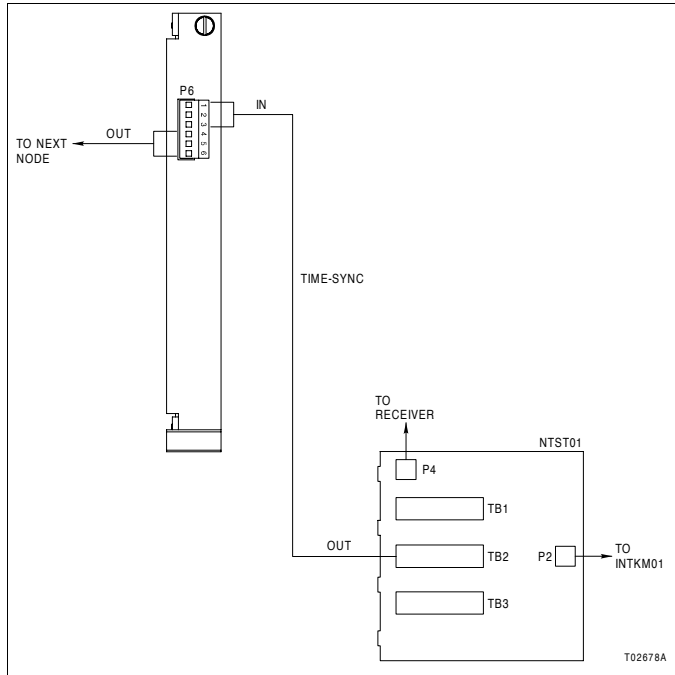 P6
1
2
3
4
5
6
IN
OUT
TO NEXT
NODE
TIME-SYNC
TO
RECEIVER
NTST01
P4
TB1
OUT
TB2
P2
TO
INTKM01
TB3
T02678A